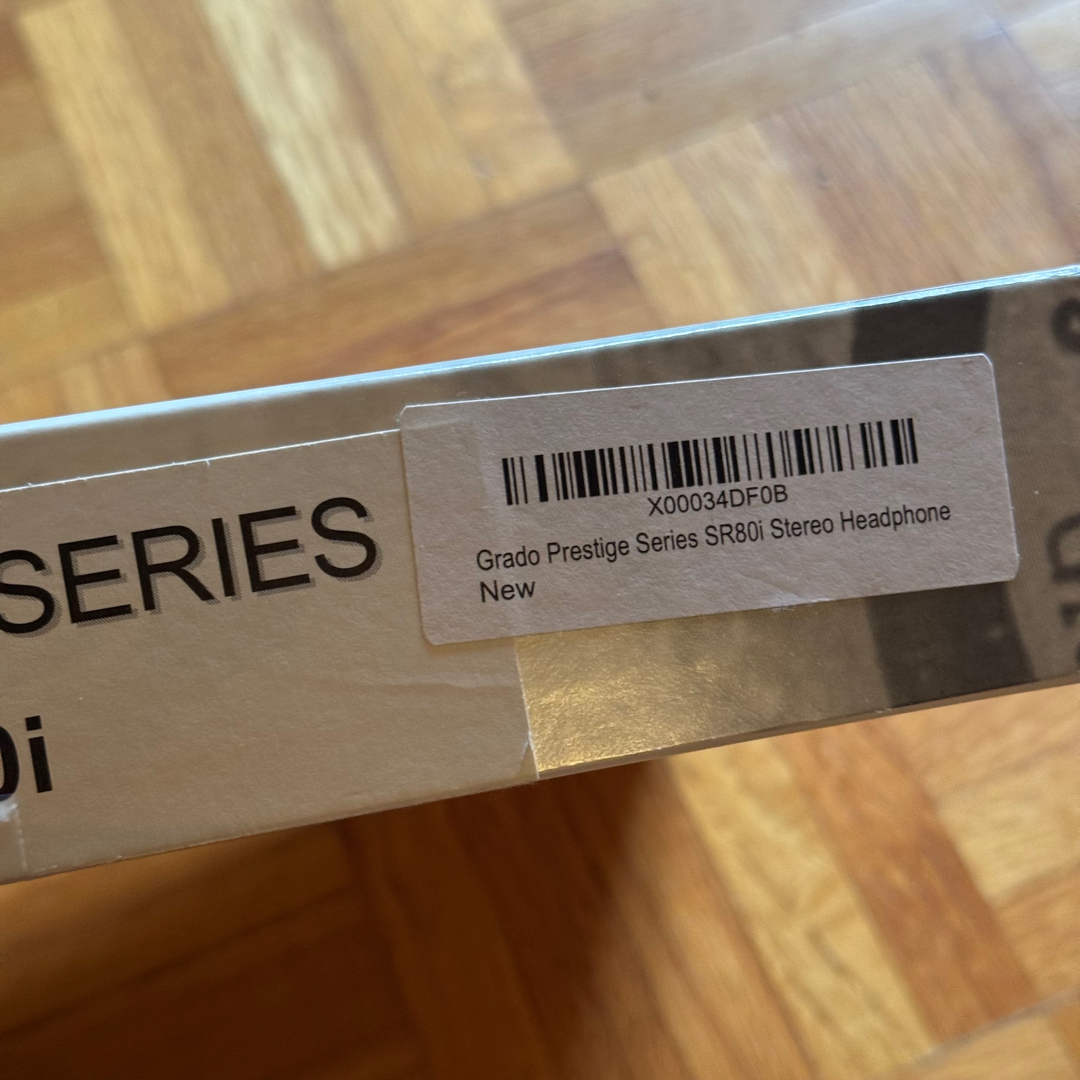 SERIES
0i
X00034DF0B
Grado Prestige Series SR80i Stereo Headphone
New